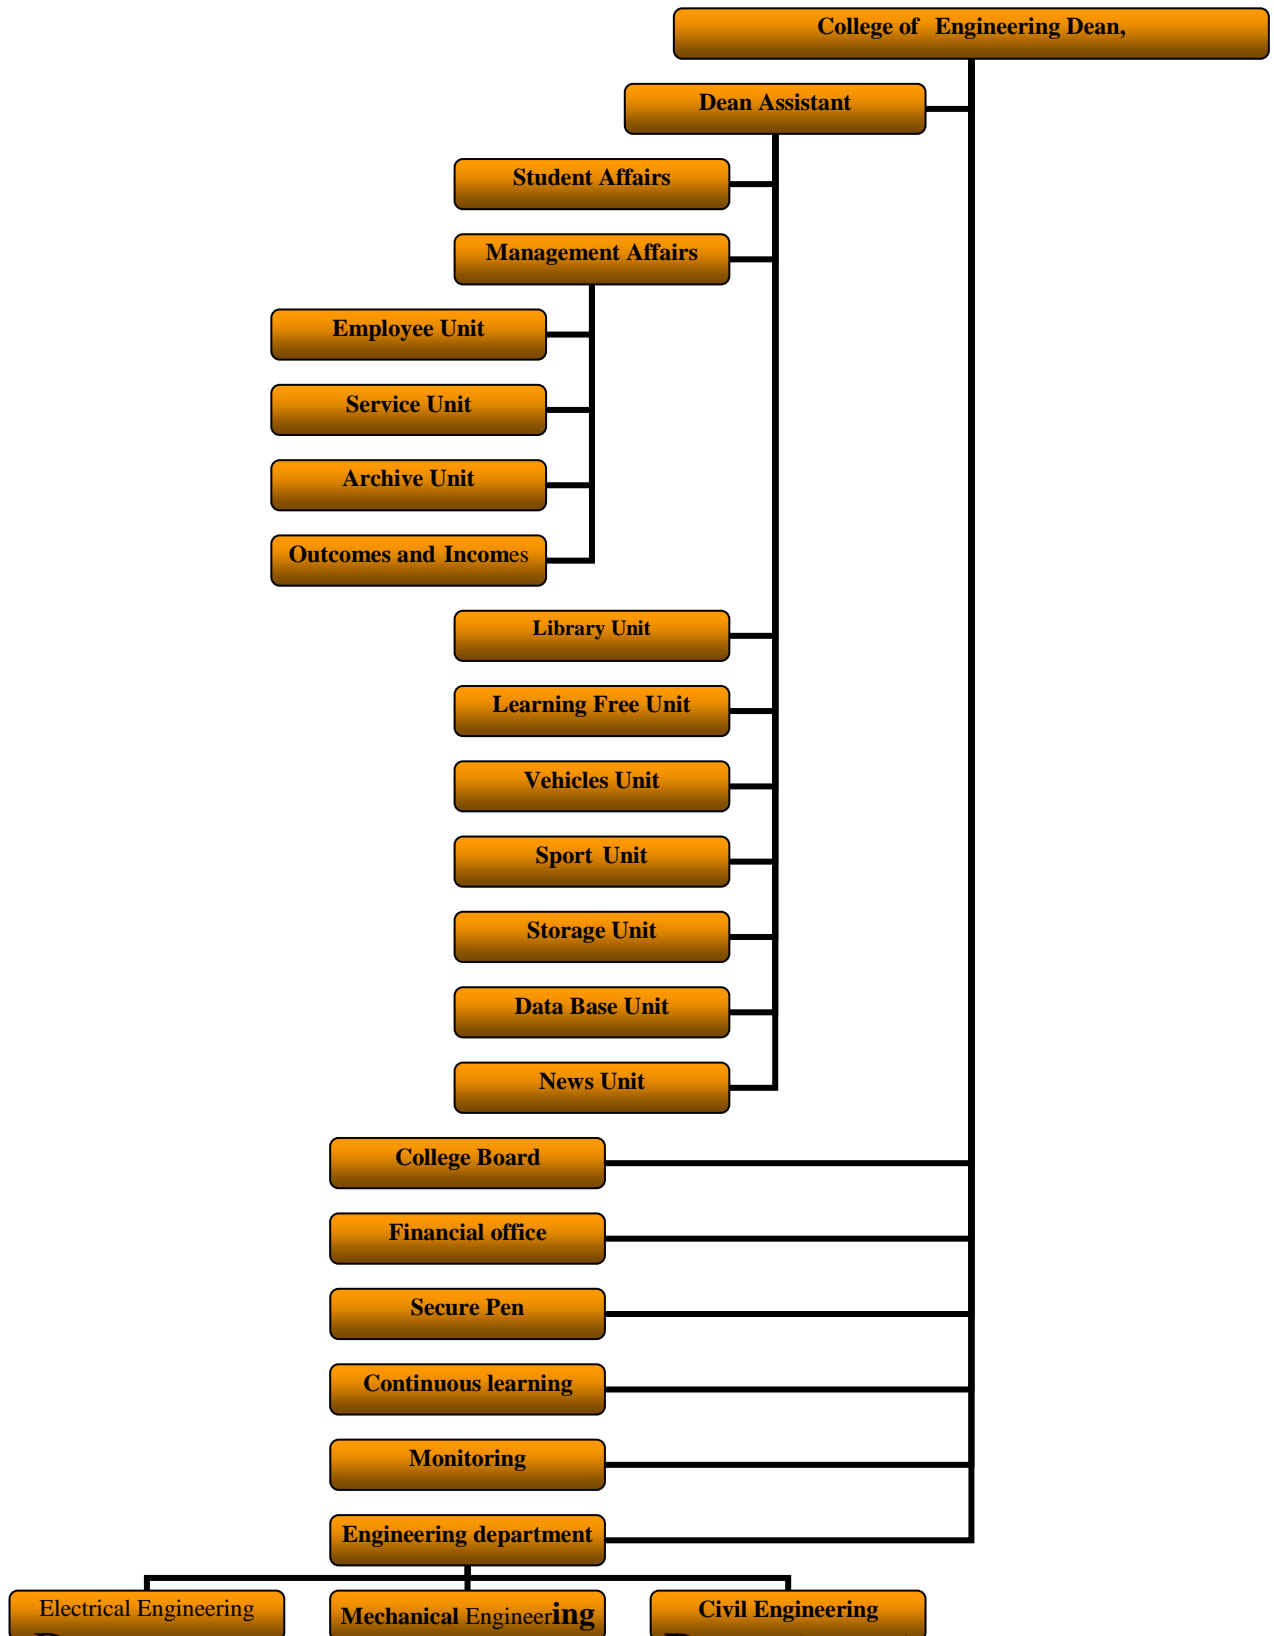 College of Engineering Dean,
Dean Assistant
Student Affairs
Management Affairs
Employee Unit
Service Unit
Archive Unit
Outcomes and Incomes
Library Unit
Learning Free Unit
Vehicles Unit
Sport Unit
Storage Unit
Data Base Unit
News Unit
College Board
Financial office
Secure Pen
Continuous learning
Monitoring
Engineering department
Electrical Engineering
Mechanical Engineering
Civil Engineering